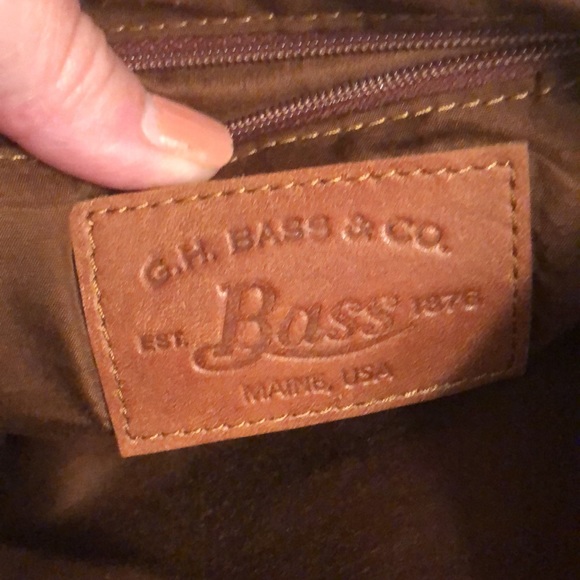 G.H. BASS & CO.
EST. Bass 1876
MAINE, USA